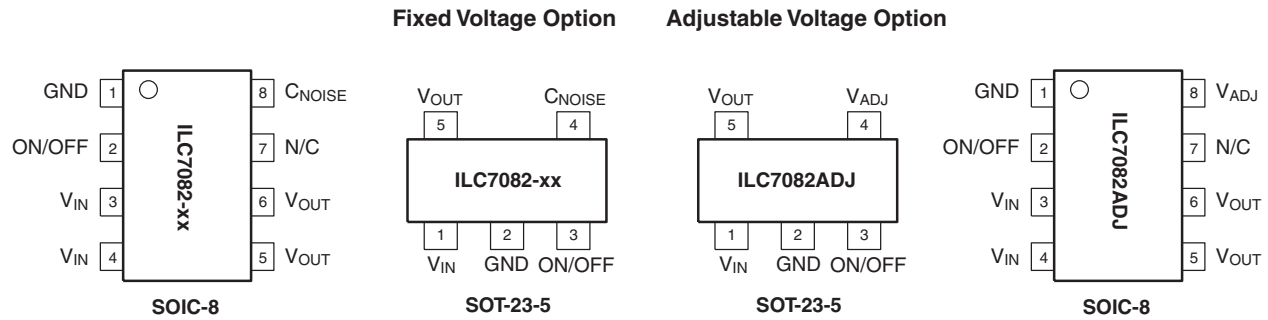 Fixed Voltage Option
Adjustable Voltage Option
GND 1
ON/OFF 2
VIN 3
VIN 4
8 CNOISE
7 N/C
6 VOUT
5 VOUT
ILC7082-xx
SOIC-8
VOUT
CNOISE
5
4
ILC7082-xx
1
2
3
VIN
GND
ON/OFF
SOT-23-5
VOUT
VADJ
5
4
ILC7082ADJ
1
2
3
VIN
GND
ON/OFF
SOT-23-5
GND 1
ON/OFF 2
VIN 3
VIN 4
8 VADJ
7 N/C
6 VOUT
5 VOUT
ILC7082ADJ
SOIC-8